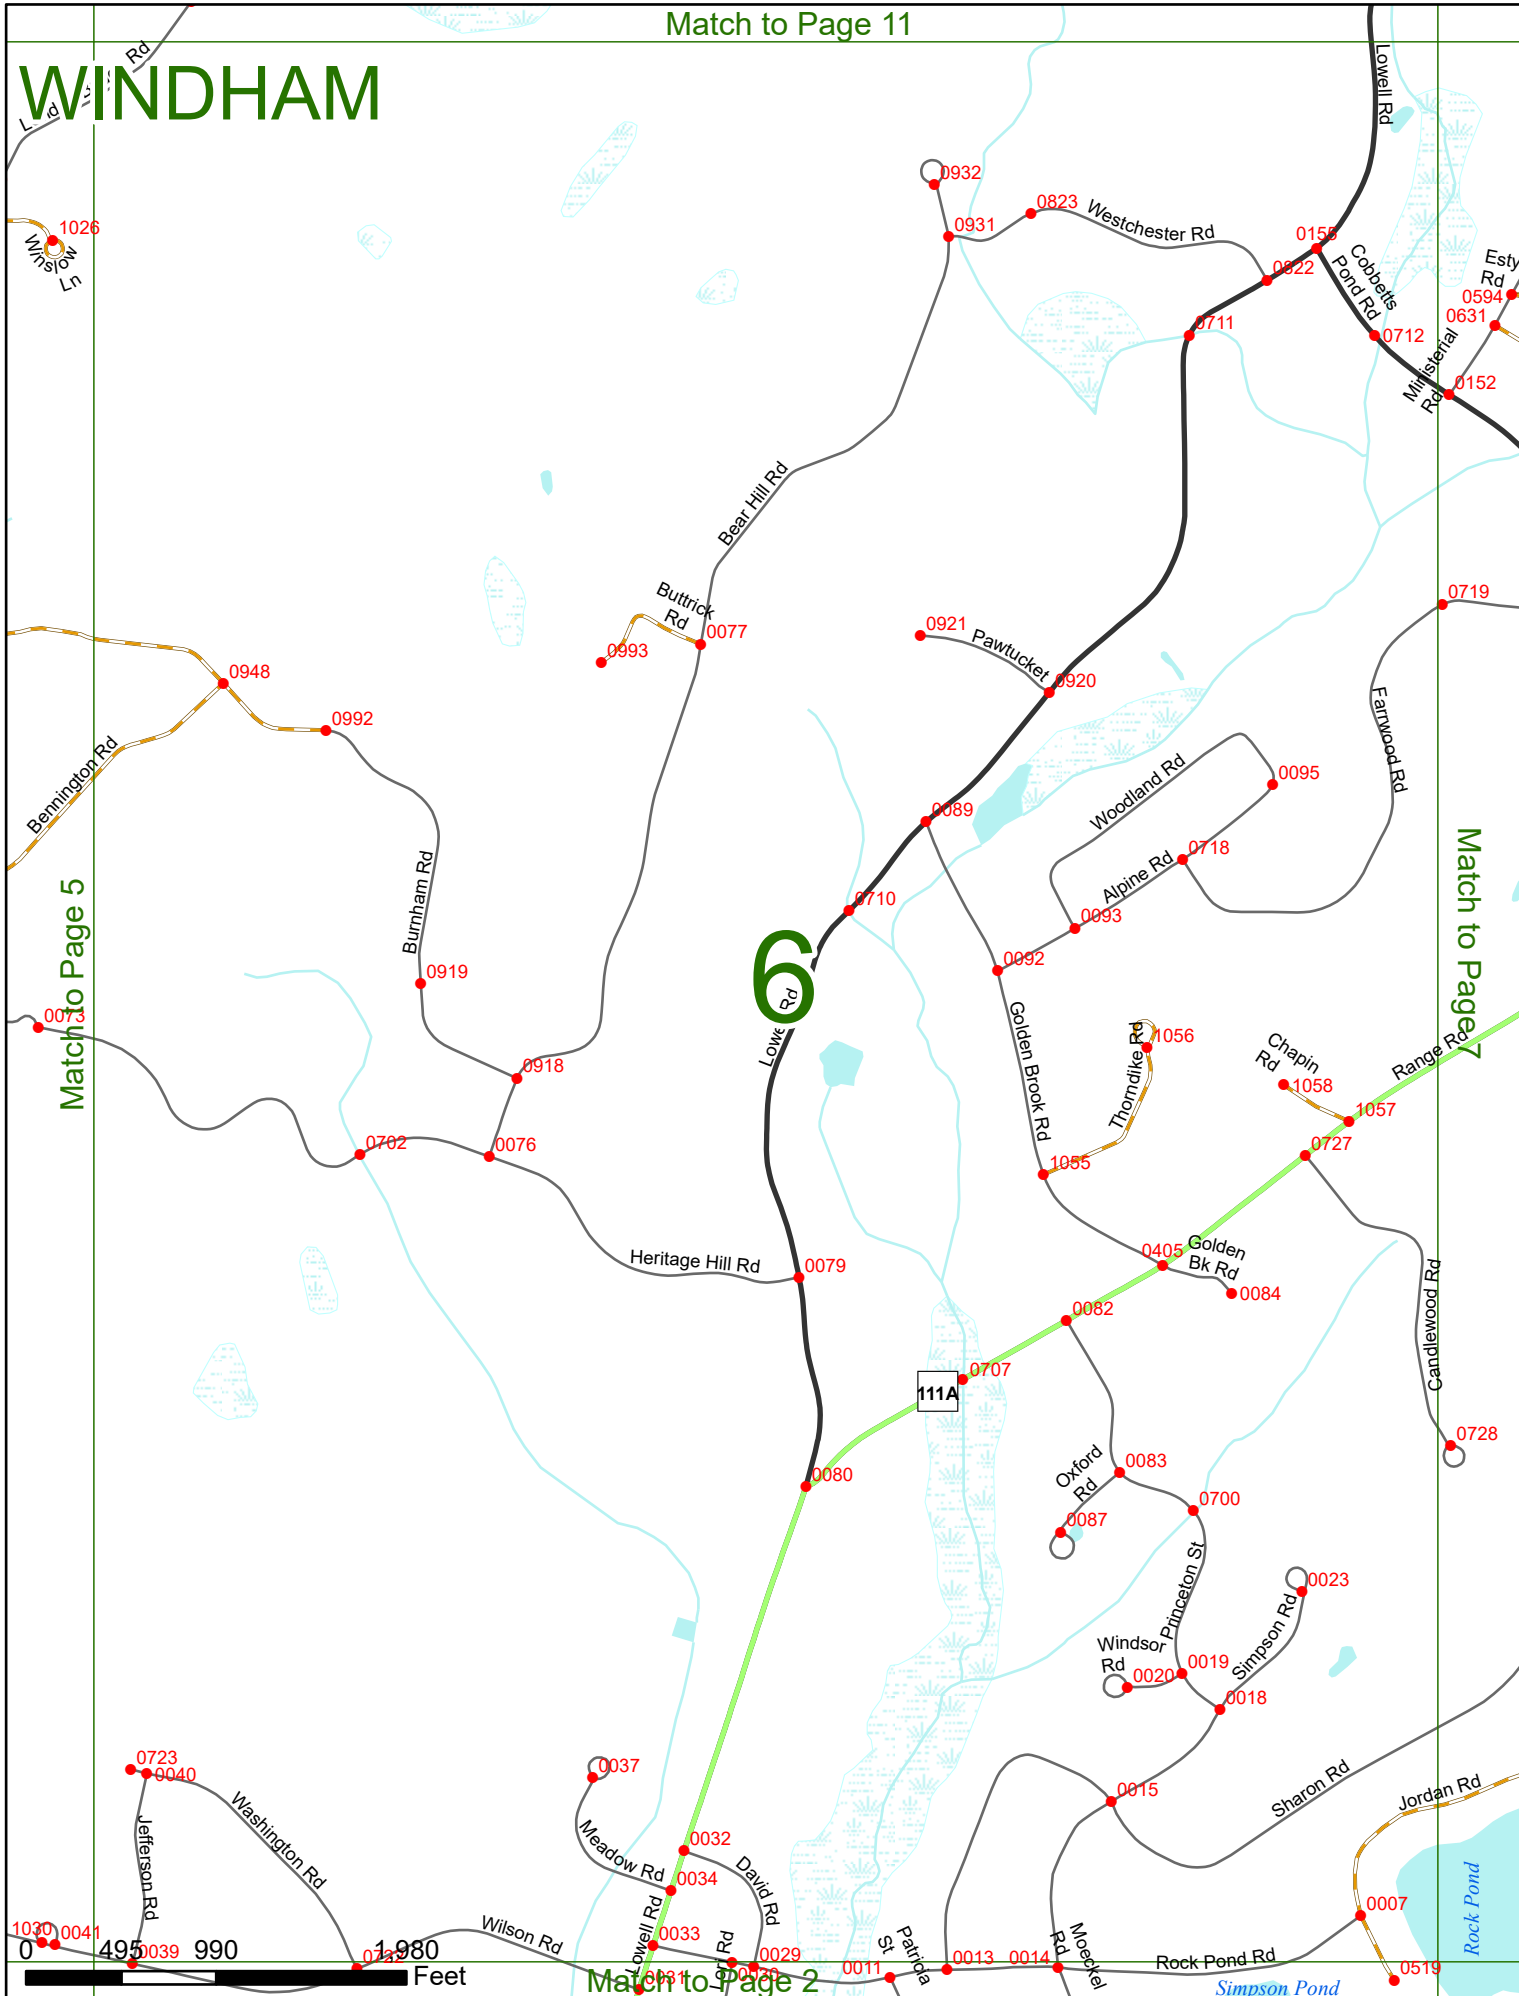 Match to Page 11
WINDHAM
Rd
Lowell Rd
0932
0823
Westchester Rd
0931
0155
1026
Winslow
Ln
0822
Cobbetts
Pond Rd
Esty
Rd
0594
0631
0711
0712
Ministerial
Rd
0152
Bear Hill Rd
Buttrick
Rd
0077
0993
0921
Pawtucket
0920
0719
Farrwood Rd
0948
0992
Bennington Rd
Woodland Rd
0095
0089
0718
Alpine Rd
Burnham Rd
0710
0093
0092
6
Match to Page 5
Match to Page 7
0919
0073
Golden Brook Rd
Thorndike Rd
1056
Chapin
Rd
1058
1057
Range Rd
0918
0702
0076
1055
0727
Heritage Hill Rd
0079
0405
Golden
Bk Rd
0084
0082
Candlewood Rd
0707
111A
0728
0080
Oxford
Rd
0083
0700
0087
Princeton St
0023
Simpson Rd
Windsor
Rd
0020
0019
0018
0723
0040
0037
0015
Sharon Rd
Jordan Rd
Jefferson Rd
Washington Rd
Meadow Rd
0032
0034
David Rd
Rock Pond
0007
1030
0041
0039
0722
Wilson Rd
Lowell Rd
0033
Lori Rd
0029
0030
0031
0011
Patricia
St
0013
0014
Moeckel
Rd
Rock Pond Rd
0519
0 495 990 1,980
Feet
Match to Page 2
Simpson Pond